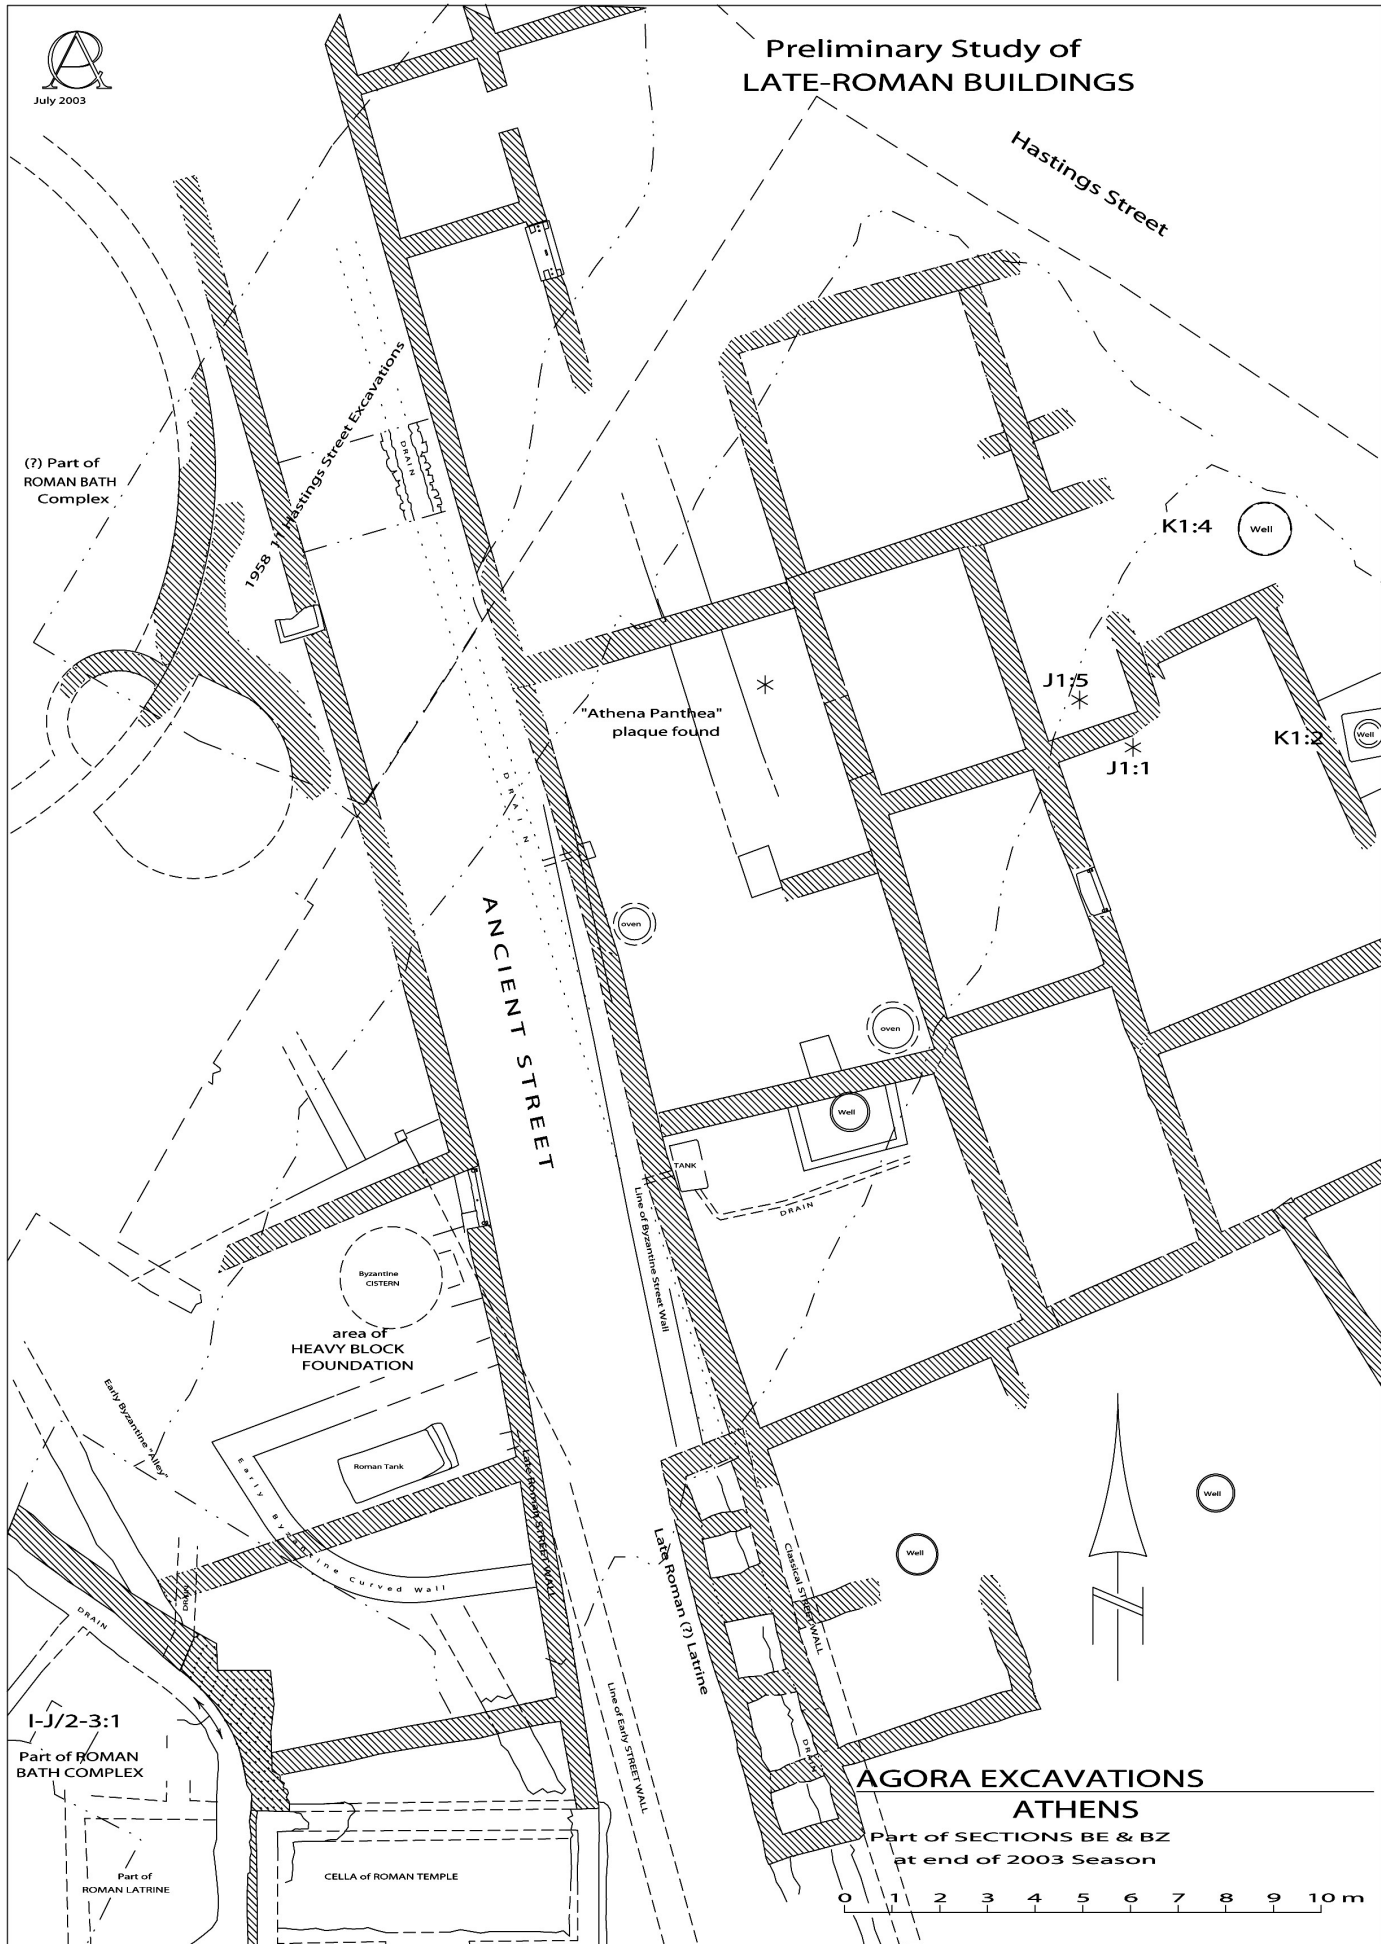 July 2003
Preliminary Study of
LATE-ROMAN BUILDINGS
Hastings Street
(?) Part of
ROMAN BATH
Complex
Hastings Street Excavations
1958
DRAIN
K1:4
Well
J1:5
"Athena Panthea"
plaque found
K1:2
Well
J1:1
DRAIN
ANCIENT STREET
oven
oven
Well
TANK
DRAIN
Line of Byzantine Street Wall
Byzantine
CISTERN
area of
HEAVY BLOCK
FOUNDATION
Early Byzantine "Alley"
Roman Tank
Early Byzantine Curved Wall
Late Roman STREET WALL
Well
Well
Late Roman (?) Latrine
Classical STREET WALL
DRAIN
DRAIN
DRAIN
Line of Early STREET WALL
I-J/2-3:1
Part of ROMAN
BATH COMPLEX
Part of
ROMAN LATRINE
CELLA of ROMAN TEMPLE
AGORA EXCAVATIONS
ATHENS
Part of SECTIONS BE & BZ
at end of 2003 Season
0 1 2 3 4 5 6 7 8 9 10 m